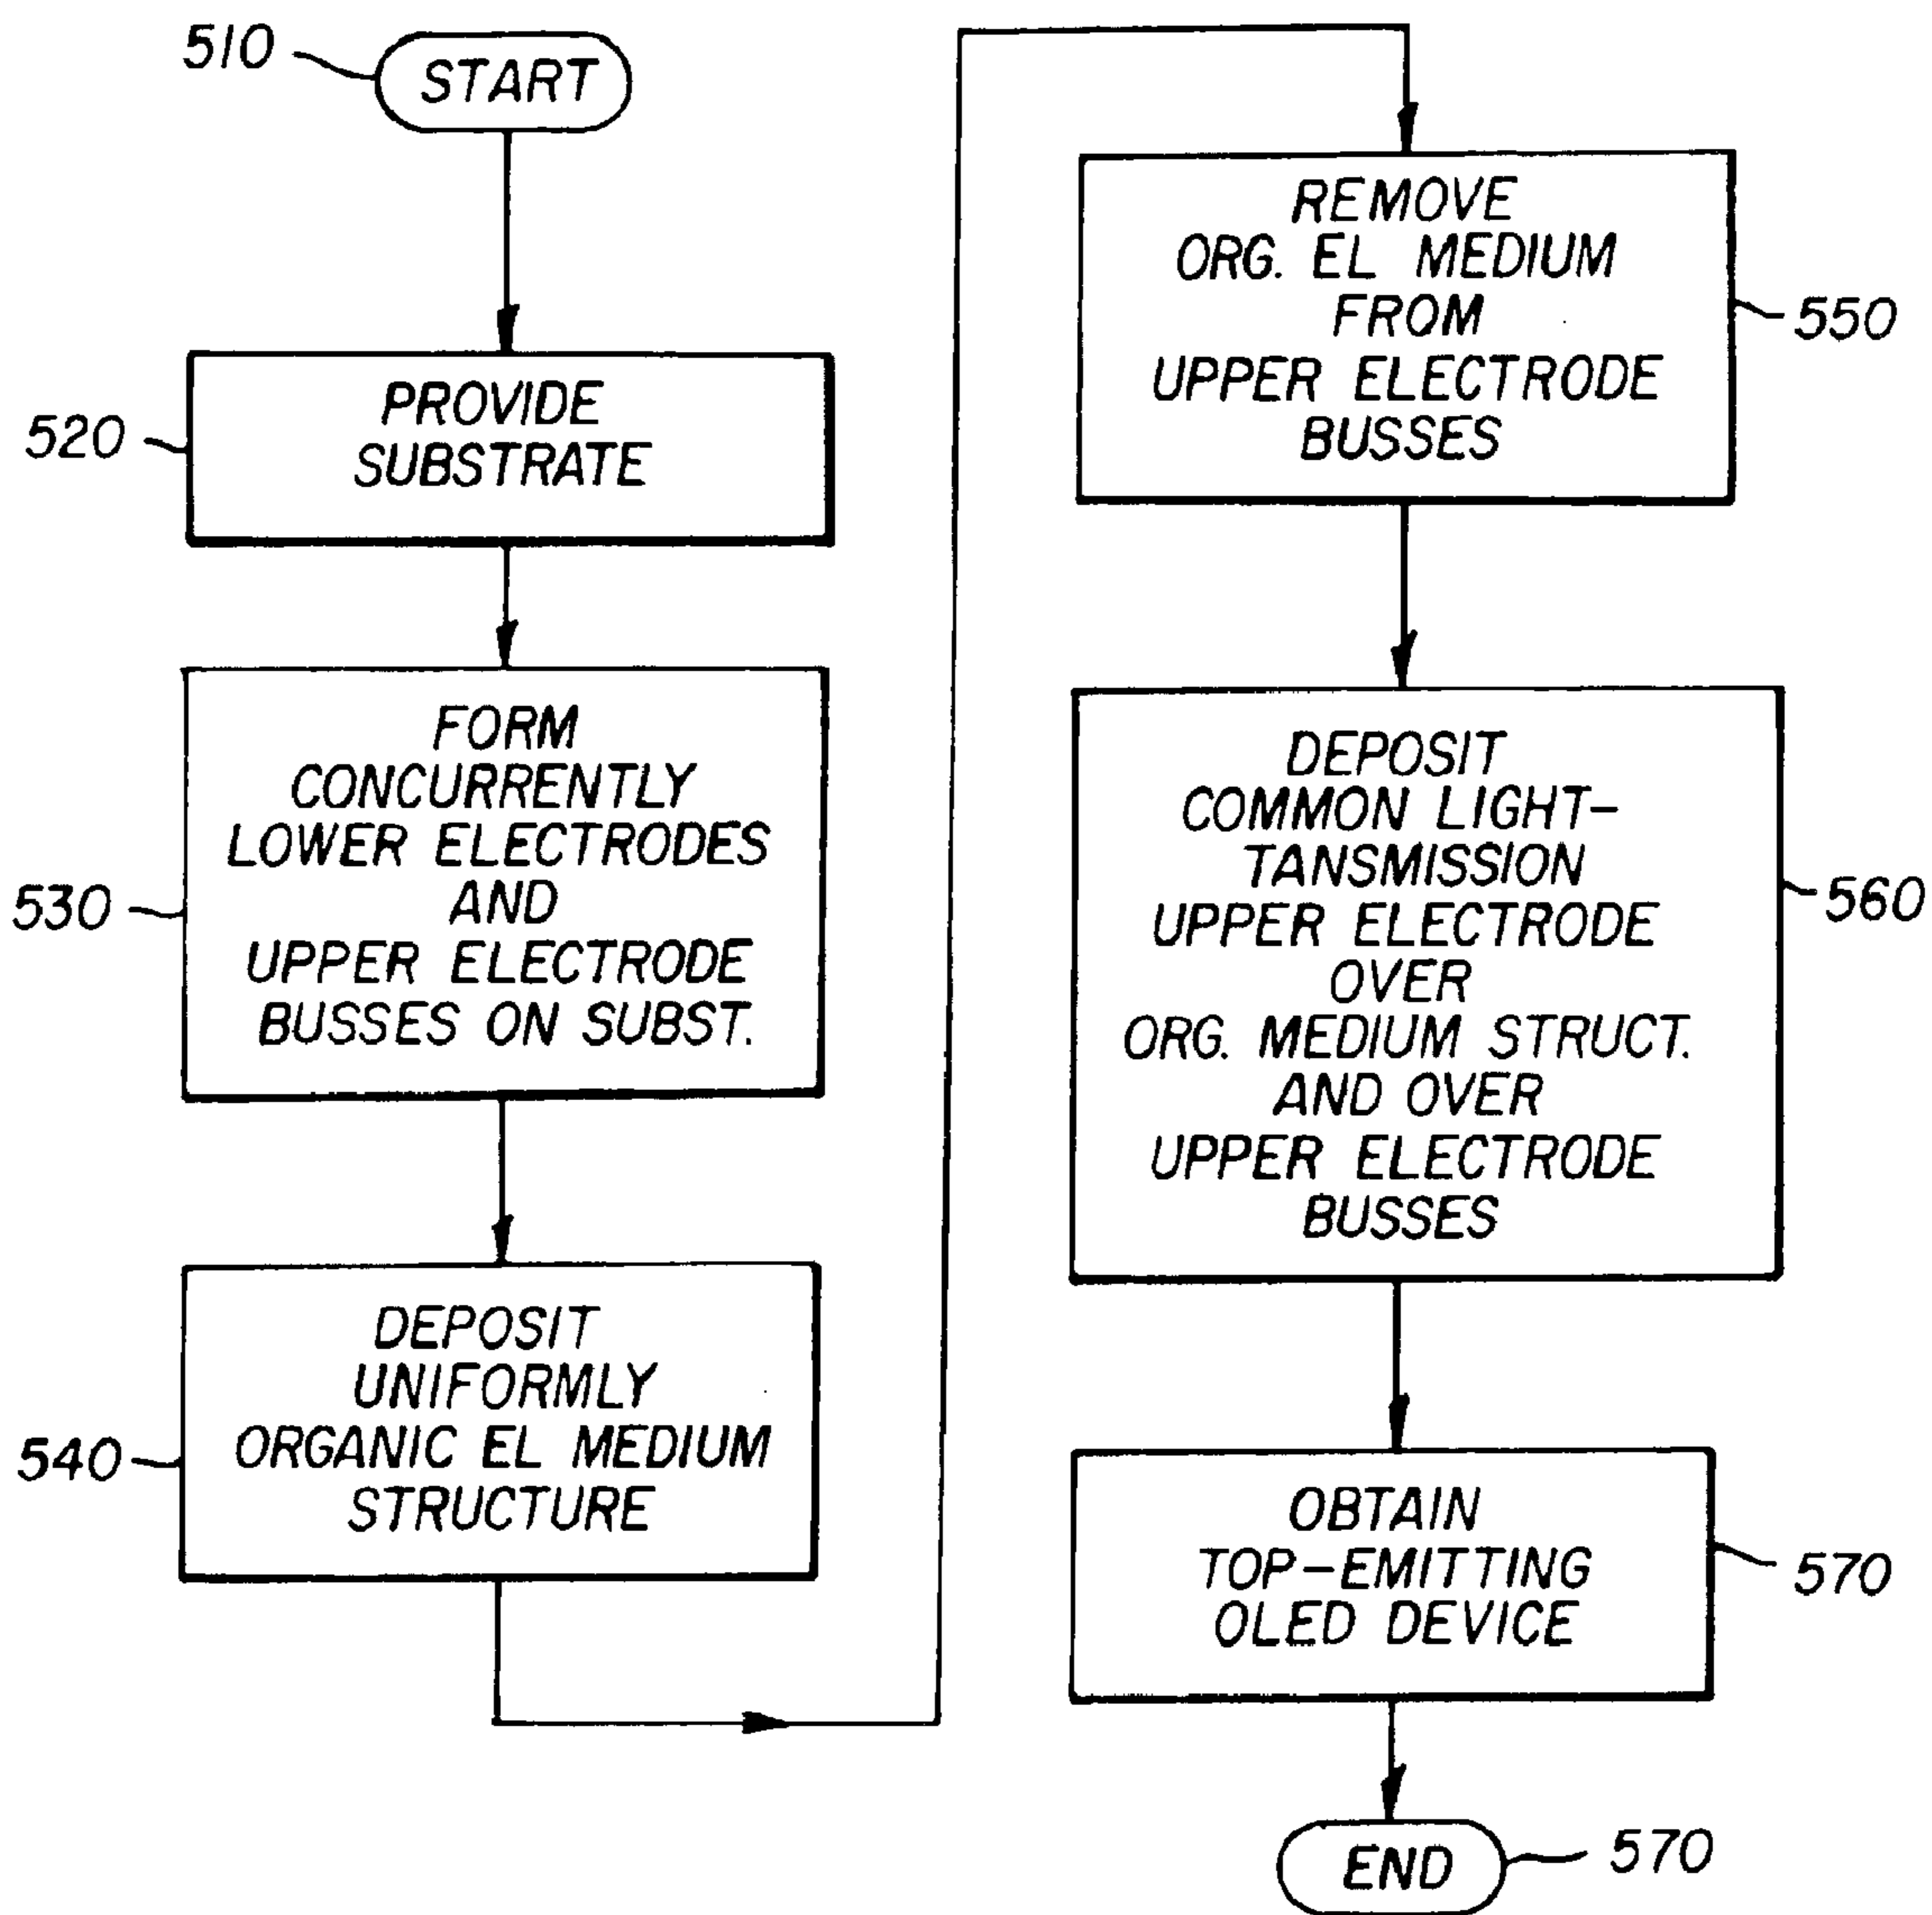 510
START
520
PROVIDE
SUBSTRATE
530
FORM
CONCURRENTLY
LOWER ELECTRODES
AND
UPPER ELECTRODE
BUSSES ON SUBST.
540
DEPOSIT
UNIFORMLY
ORGANIC EL MEDIUM
STRUCTURE
REMOVE
ORG. EL MEDIUM
FROM
UPPER ELECTRODE
BUSSES
550
DEPOSIT
COMMON LIGHT-
TANSMISSION
UPPER ELECTRODE
OVER
ORG. MEDIUM STRUCT.
AND OVER
UPPER ELECTRODE
BUSSES
560
OBTAIN
TOP-EMITTING
OLED DEVICE
570
END
570